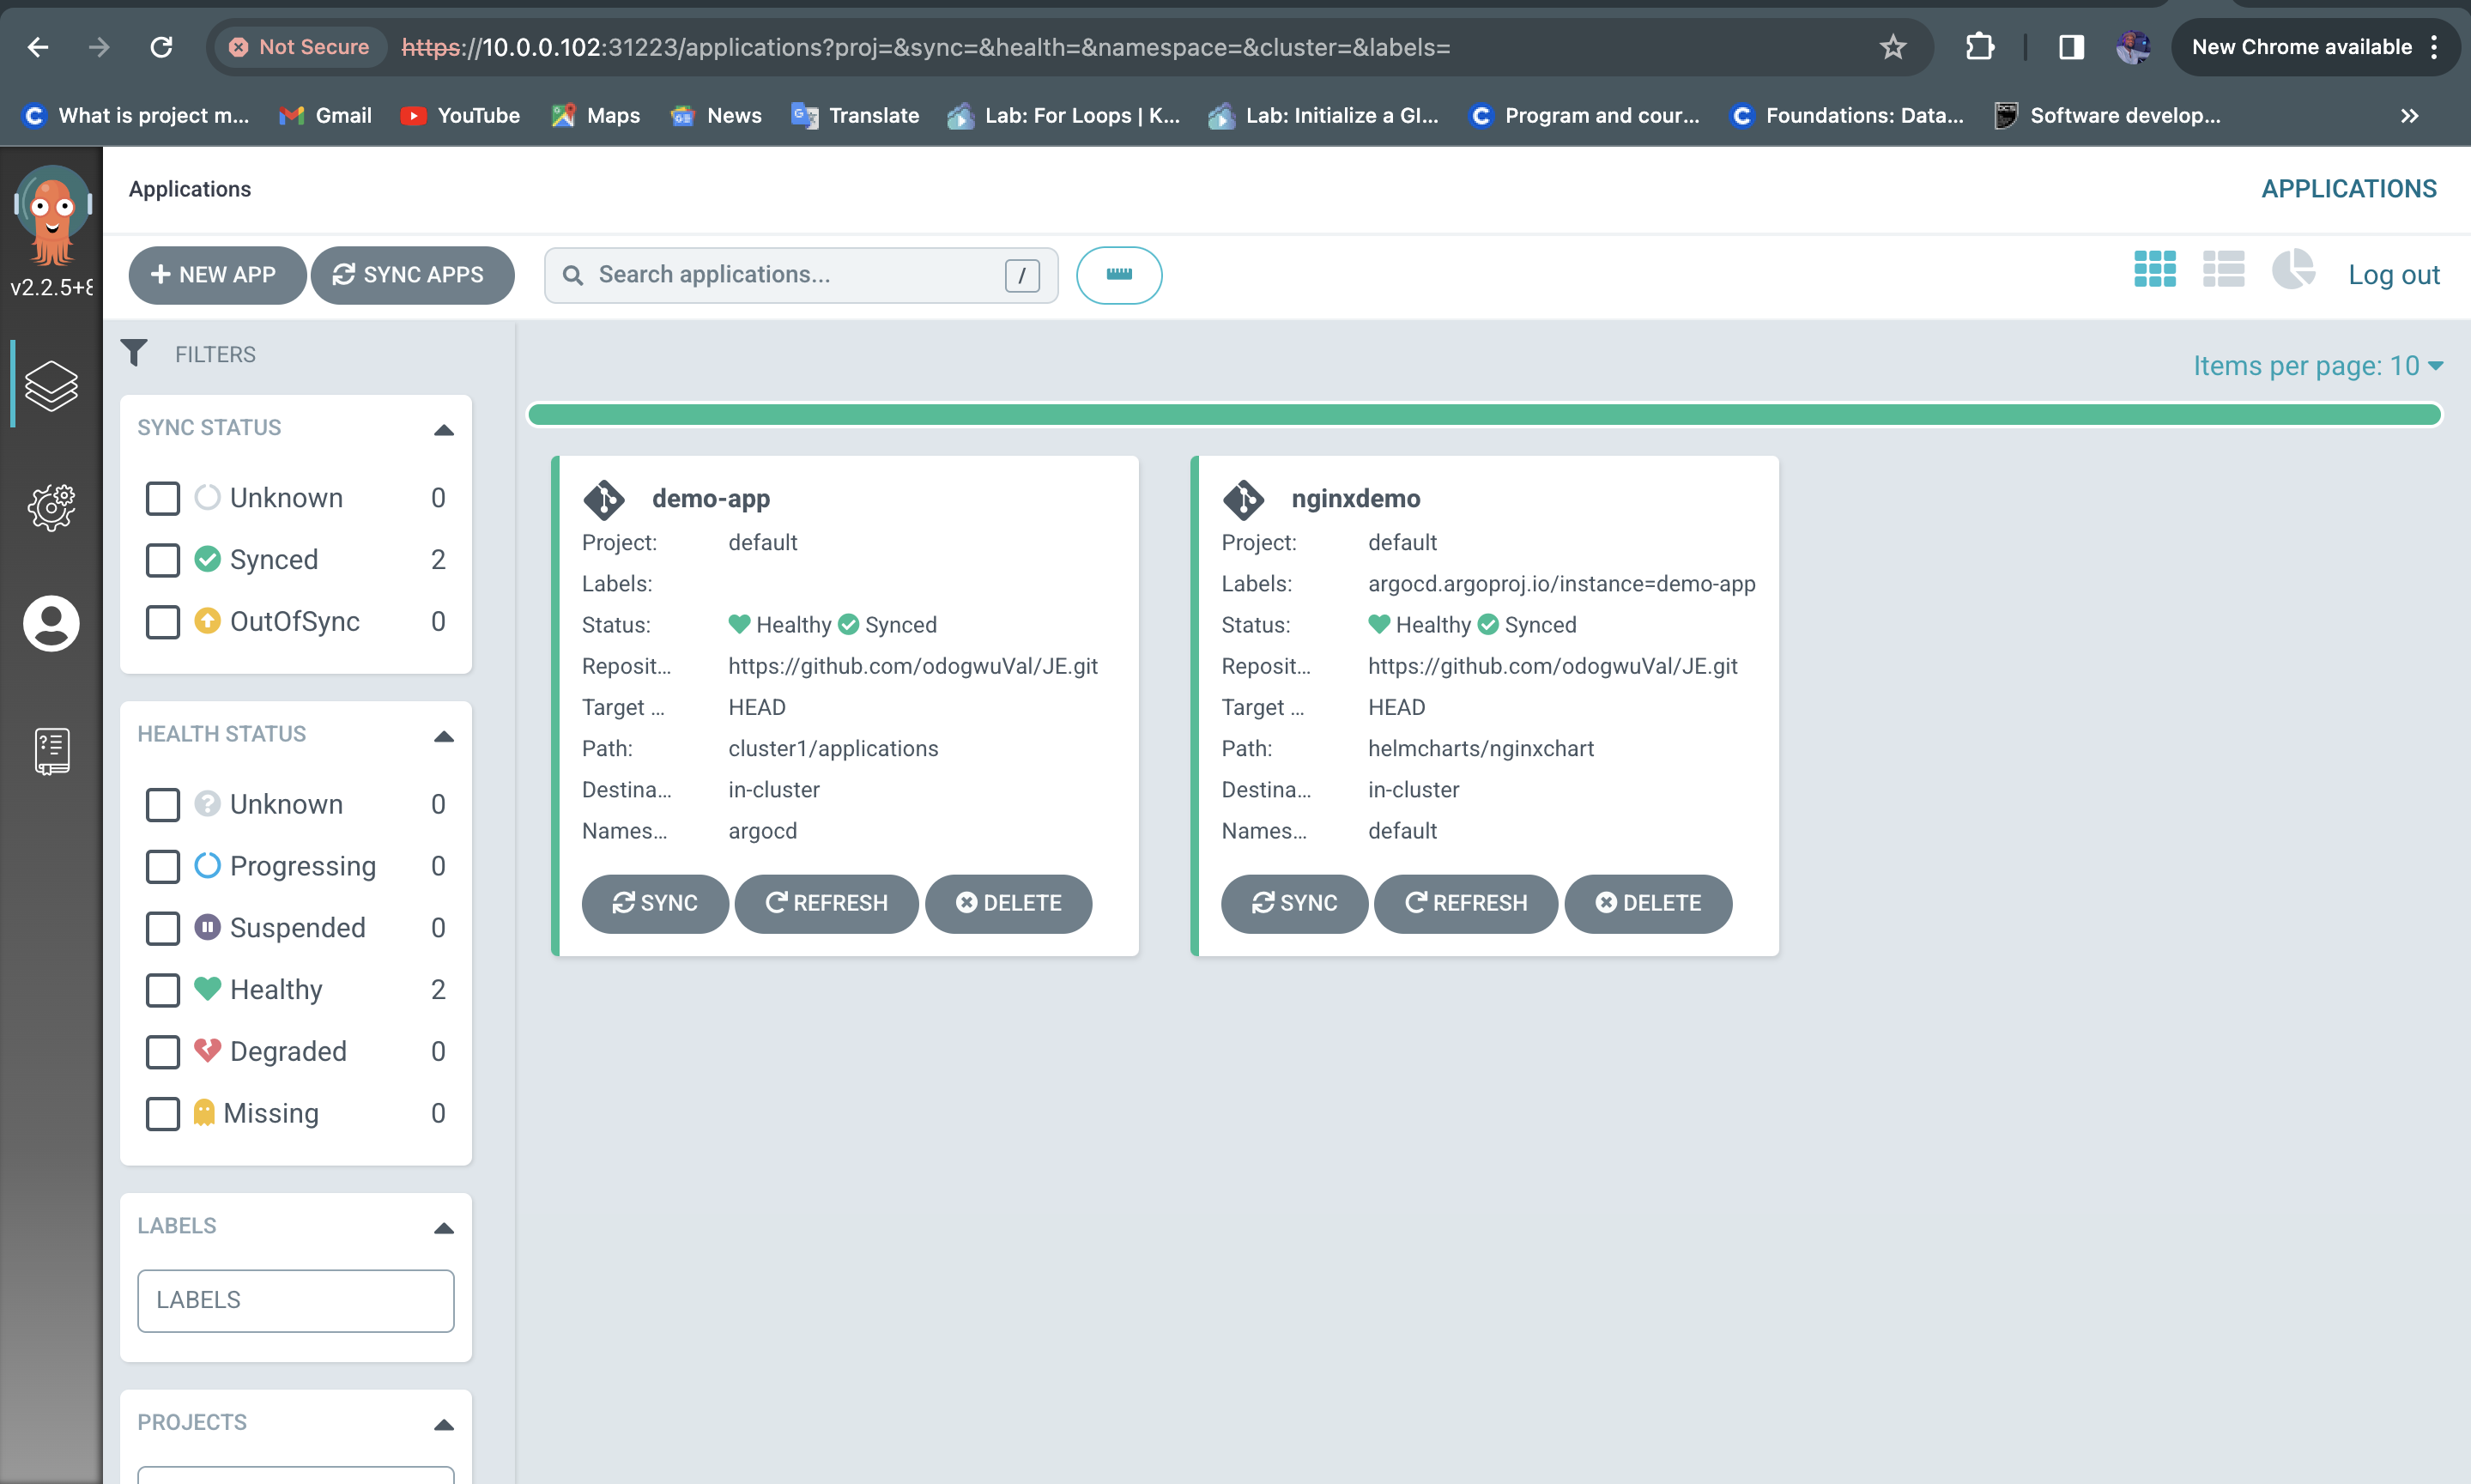 Not Secure https://10.0.0.102:31223/applications?proj=&sync=&health=&namespace=&cluster=&labels= New Chrome available
What is project m... Gmail YouTube Maps News Translate Lab: For Loops | K... Lab: Initialize a GI... Program and cour... Foundations: Data... Software develop... »
Applications APPLICATIONS
v2.2.5+8
NEW APP SYNC APPS Search applications... / Log out
FILTERS
Items per page: 10
SYNC STATUS
Unknown 0
Synced 2
OutOfSync 0
HEALTH STATUS
Unknown 0
Progressing 0
Suspended 0
Healthy 2
Degraded 0
Missing 0
LABELS
LABELS
PROJECTS
demo-app
Project: default
Labels:
Status: Healthy Synced
Reposit... https://github.com/odogwuVal/JE.git
Target ... HEAD
Path: cluster1/applications
Destina... in-cluster
Names... argocd
SYNC REFRESH DELETE
nginxdemo
Project: default
Labels: argocd.argoproj.io/instance=demo-app
Status: Healthy Synced
Reposit... https://github.com/odogwuVal/JE.git
Target ... HEAD
Path: helmcharts/nginxchart
Destina... in-cluster
Names... default
SYNC REFRESH DELETE